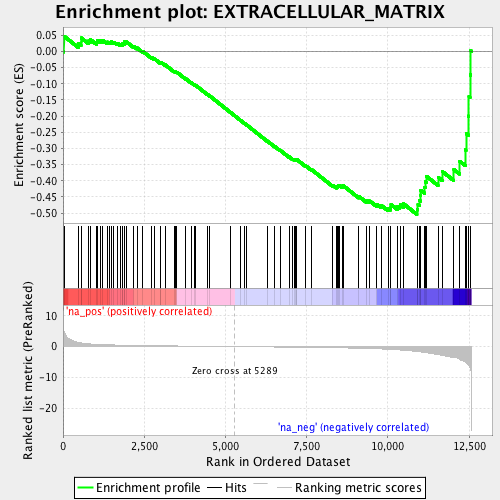 Enrichment plot: EXTRACELLULAR_MATRIX
Enrichment score (ES)
0.05
0.00
-0.05
-0.10
-0.15
-0.20
-0.25
-0.30
-0.35
-0.40
-0.45
-0.50
'na_pos' (positively correlated)
Ranked list metric (PreRanked)
10
0
-10
-20
Zero cross at 5289
'na_neg' (negatively correlated)
0
2,500
5,000
7,500
10,000
12,500
Rank in Ordered Dataset
Enrichment profile
Hits
Ranking metric scores